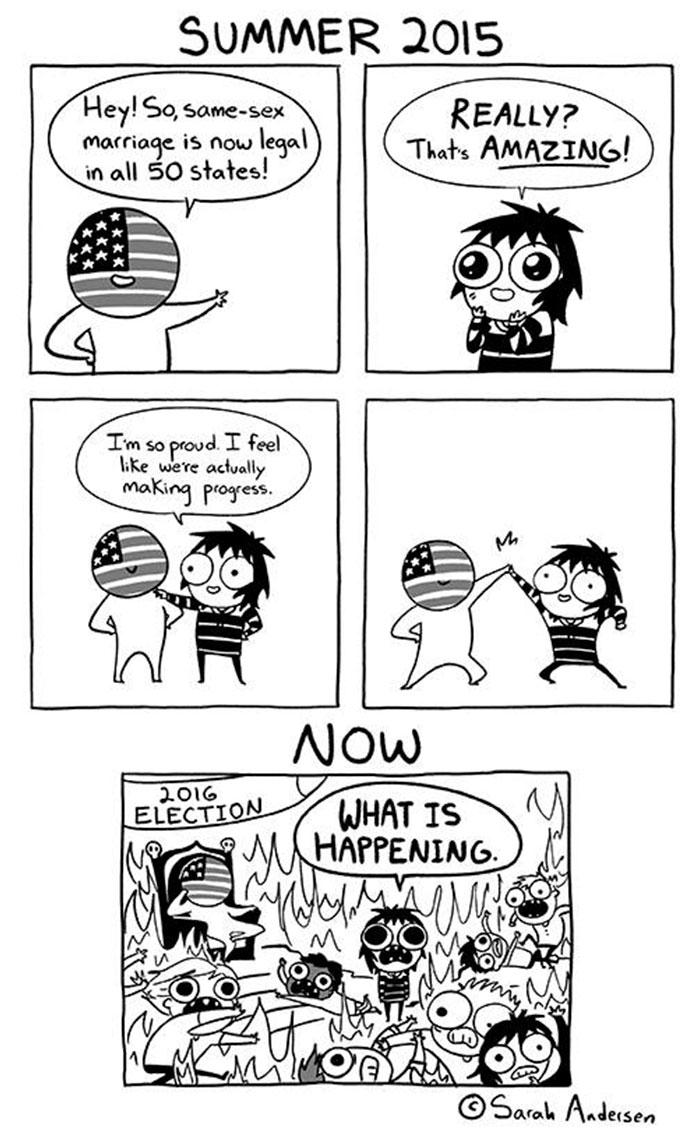 SUMMER 2015
Hey! So, same-sex
marriage is now legal
in all 50 states!
REALLY?
That's AMAZING!
I'm so proud. I feel
like we're actually
making progress.
NOW
2016
ELECTION
WHAT IS
HAPPENING.
© Sarah Andersen